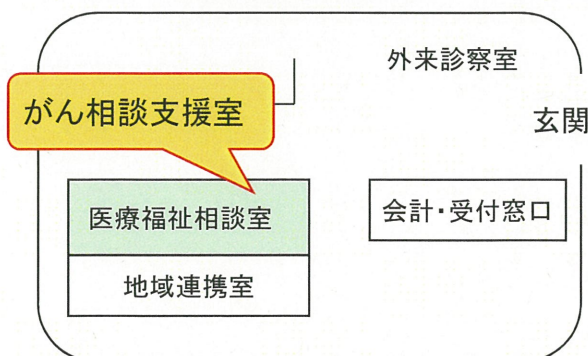 外来診察室
がん相談支援室
玄関
医療福祉相談室
会計・受付窓口
地域連携室